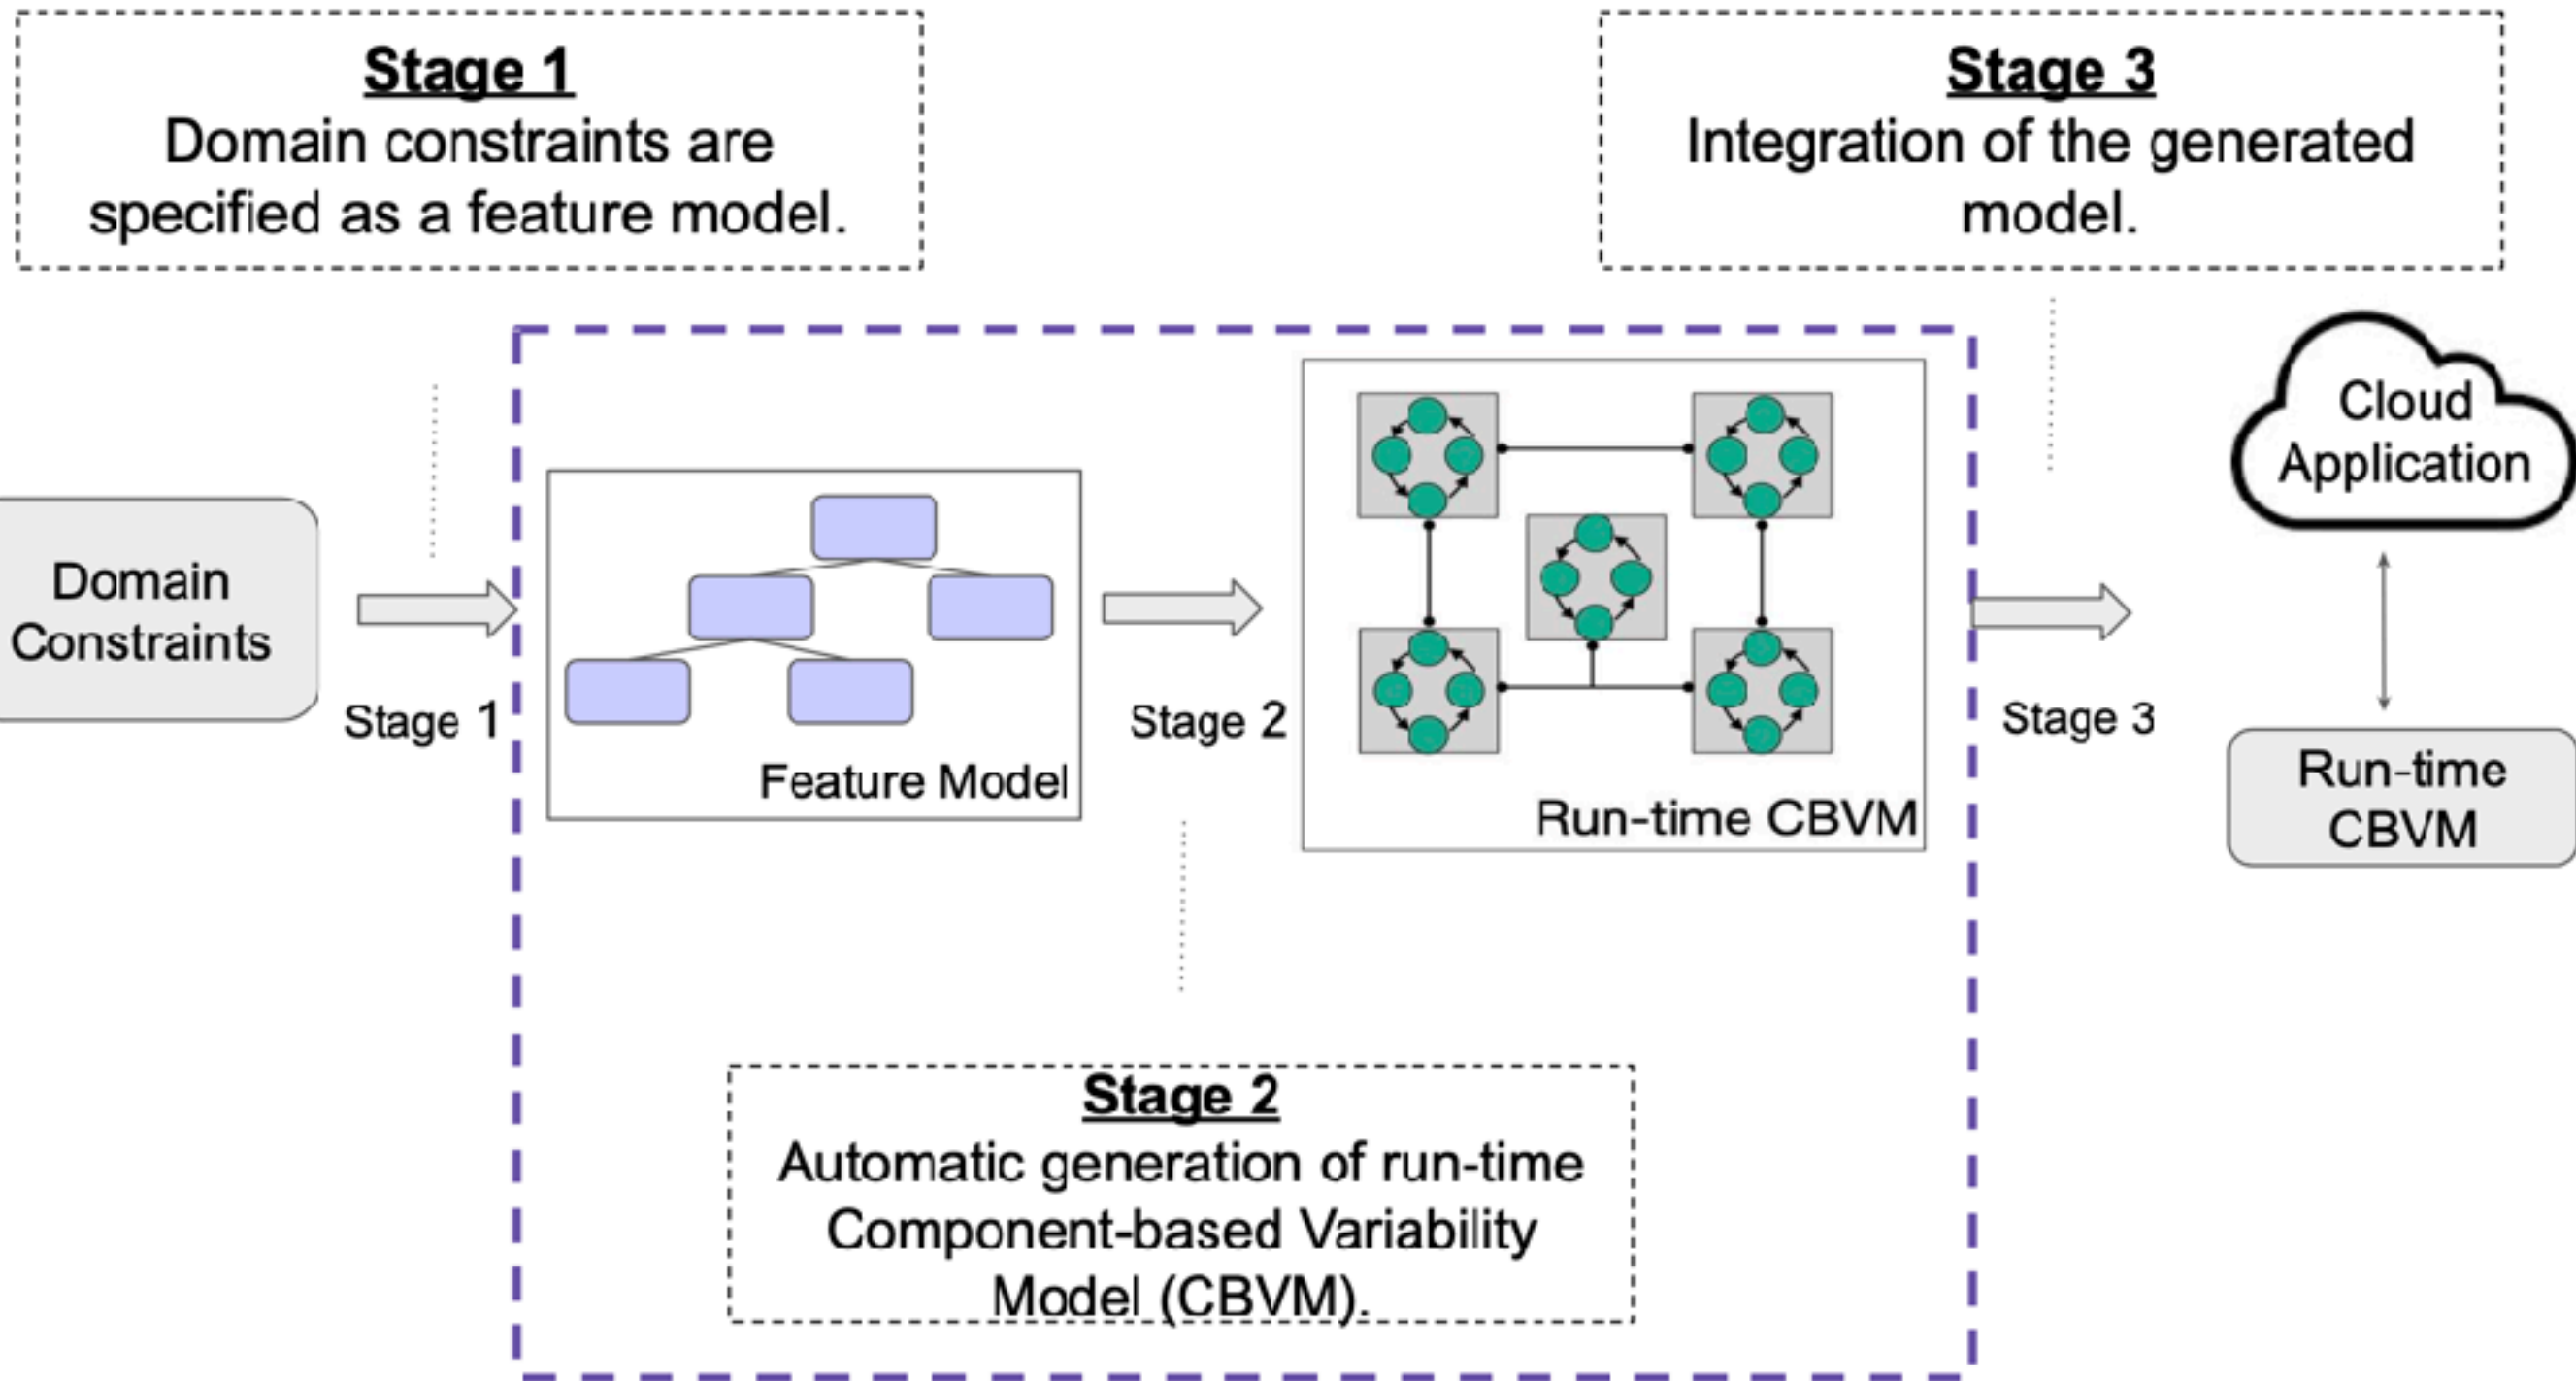 Stage 1
Domain constraints are
specified as a feature model.
Stage 3
Integration of the generated
model.
Domain
Constraints
Stage 1
Feature Model
Stage 2
Run-time CBVM
Stage 3
Cloud
Application
Run-time
CBVM
Stage 2
Automatic generation of run-time
Component-based Variability
Model (CBVM).